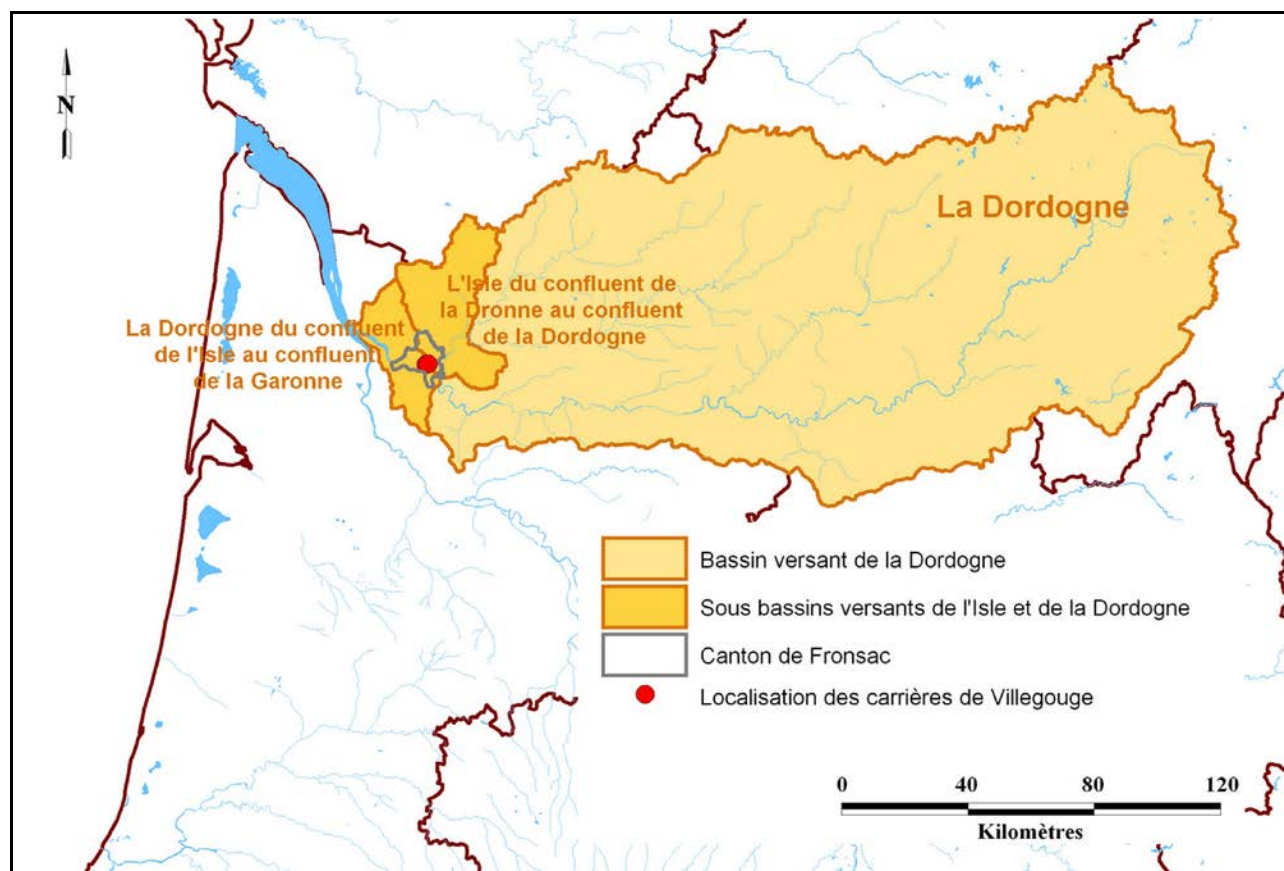 N
La Dordogne
L'Isle du confluent de
la Dronne au confluent
de la Dordogne
La Dordogne du confluent
de l'Isle au confluent
de la Garonne
Bassin versant de la Dordogne
Sous bassins versants de l'Isle et de la Dordogne
Canton de Fronsac
Localisation des carrières de Villegouge
0 40 80 120
Kilomètres